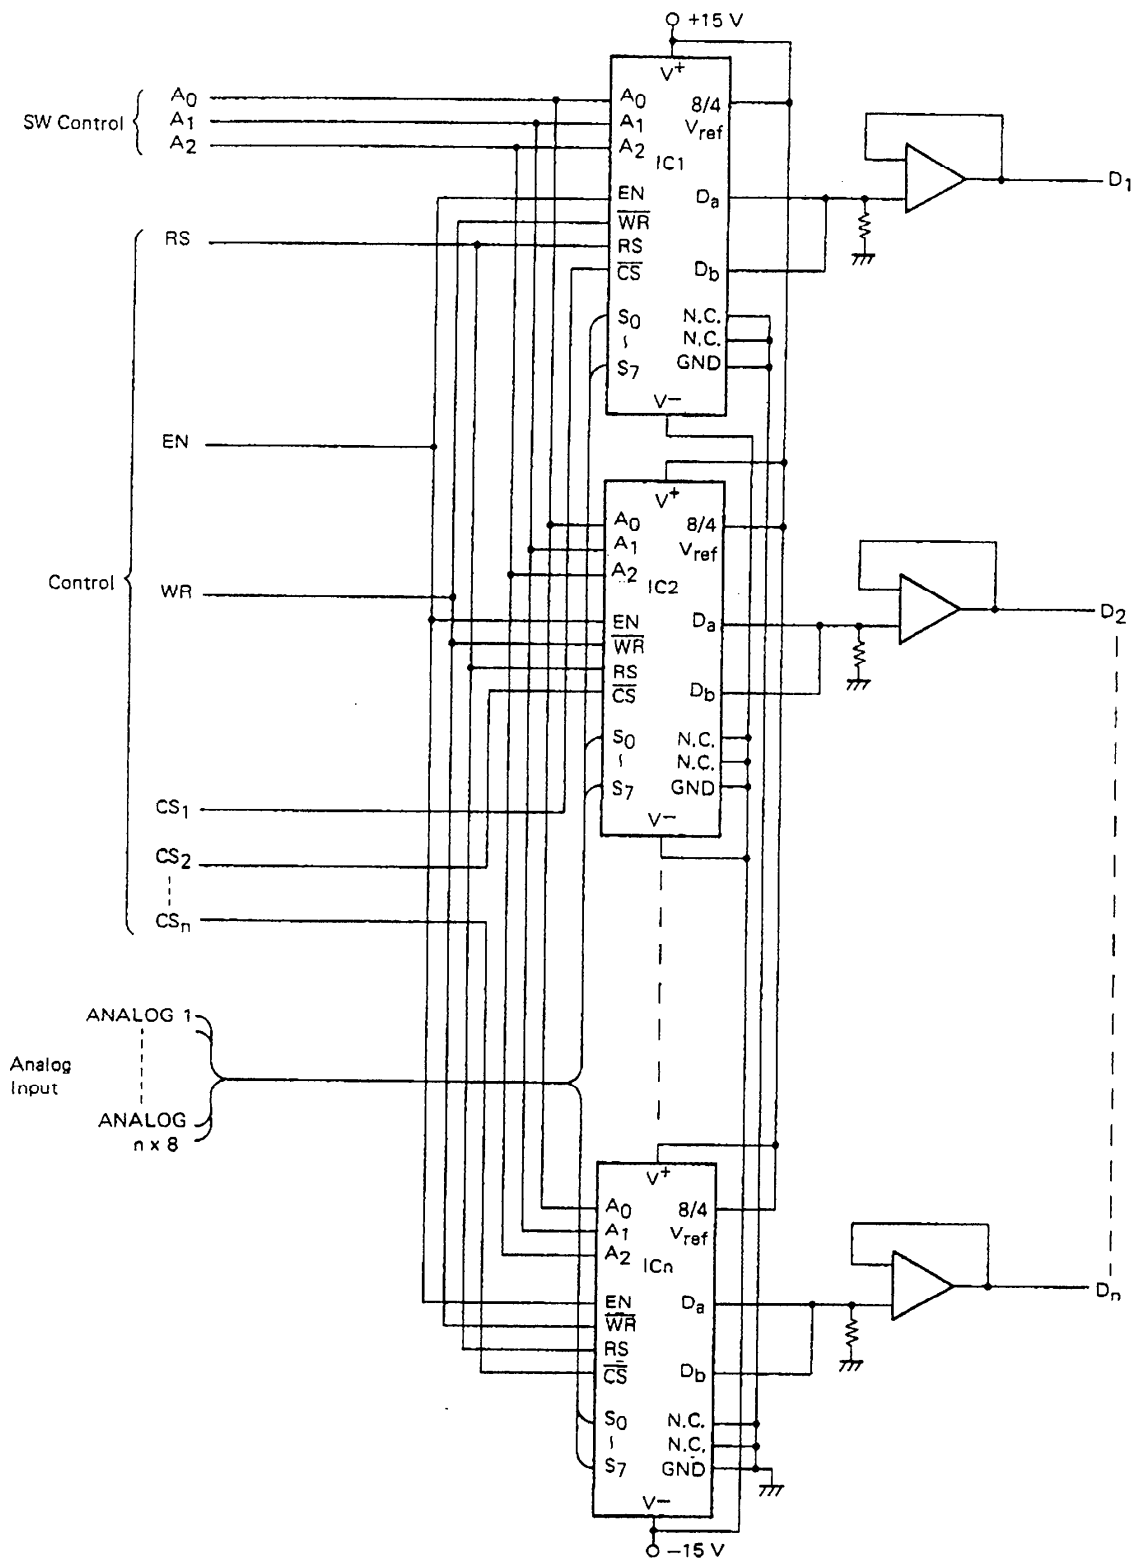 +15 V
SW Control
A0
A1
A2
V+
A0
A1
A2
IC1
8/4
Vref
EN
WR
RS
CS
Da
Db
S0
~
S7
N.C.
N.C.
GND
V−
D1
Control
RS
EN
WR
CS1
CS2
CSn
V+
A0
A1
A2
IC2
8/4
Vref
EN
WR
RS
CS
Da
Db
S0
~
S7
N.C.
N.C.
GND
V−
D2
Analog
Input
ANALOG 1
ANALOG
n x 8
V+
A0
A1
A2
ICn
8/4
Vref
EN
WR
RS
CS
Da
Db
S0
~
S7
N.C.
N.C.
GND
V−
Dn
−15 V